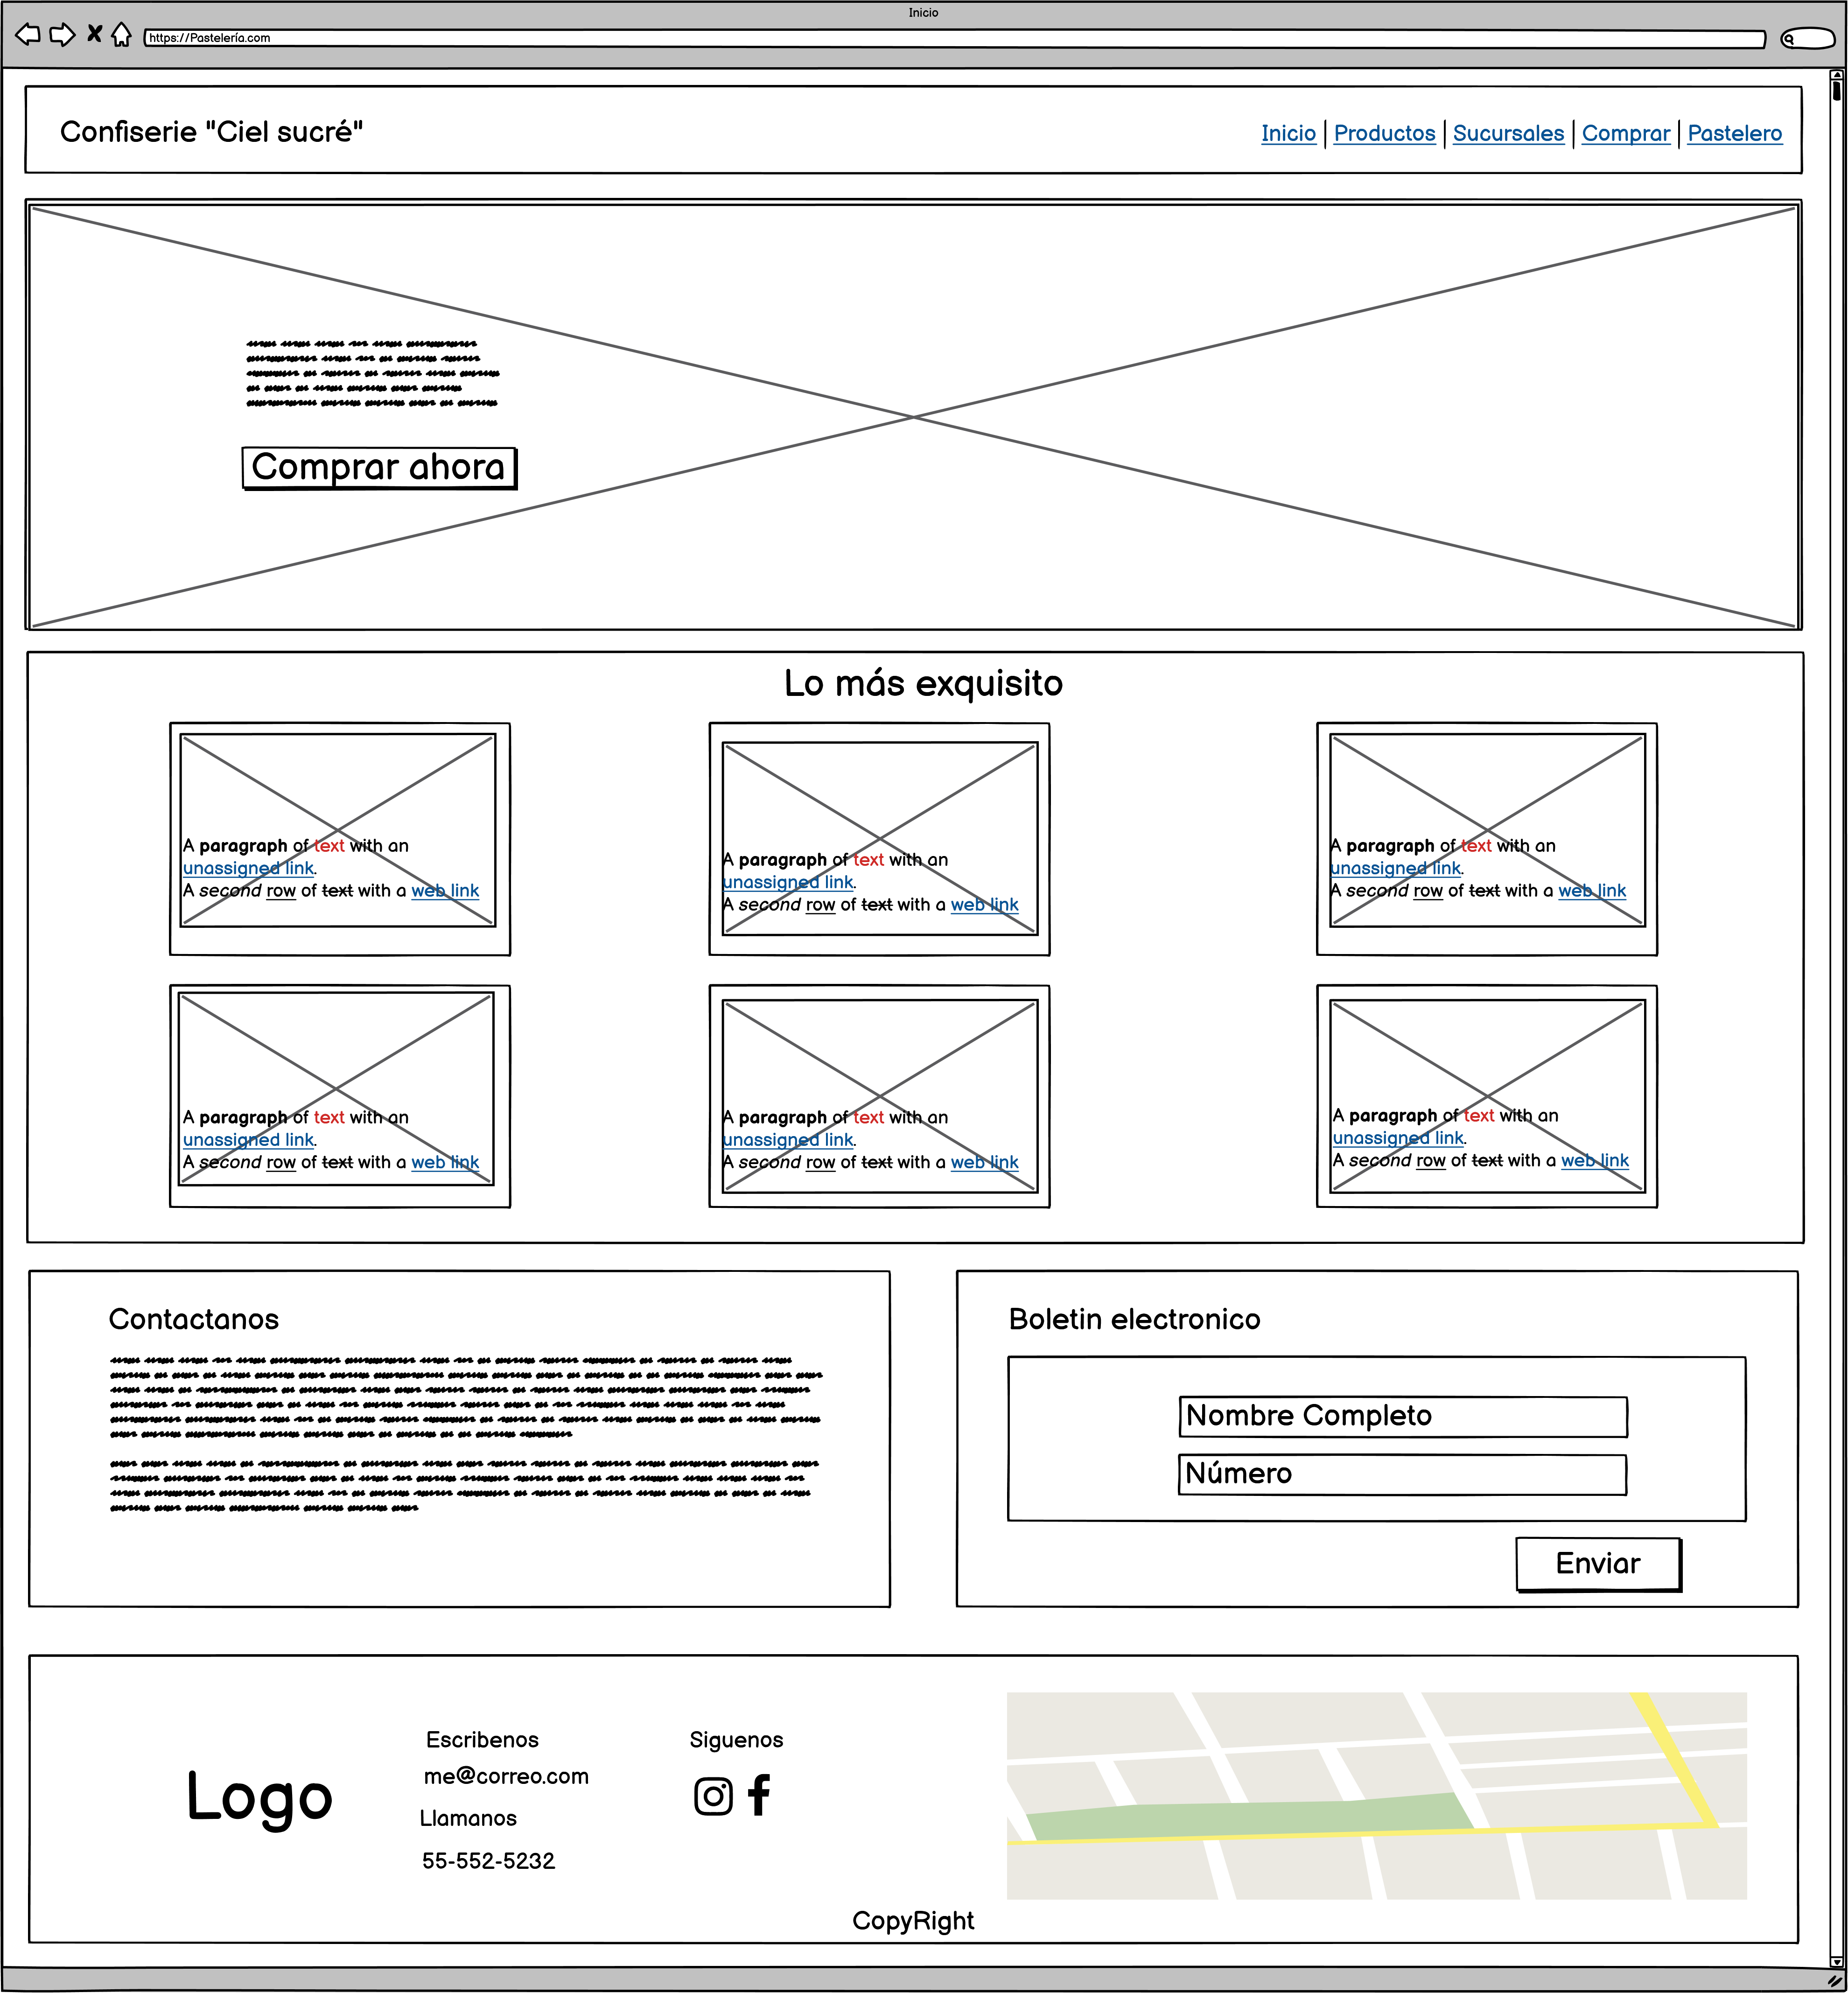 Inicio
https://Pastelería.com
Confiserie "Ciel sucré"
Inicio | Productos | Sucursales | Comprar | Pastelero
Comprar ahora
Lo más exquisito
A paragraph of text with an
unassigned link.
A second row of text with a web link
A paragraph of text with an
unassigned link.
A second row of text with a web link
A paragraph of text with an
unassigned link.
A second row of text with a web link
A paragraph of text with an
unassigned link.
A second row of text with a web link
A paragraph of text with an
unassigned link.
A second row of text with a web link
A paragraph of text with an
unassigned link.
A second row of text with a web link
Contactanos
Boletin electronico
Nombre Completo
Número
Enviar
Logo
Escribenos
me@correo.com
Llamanos
55-552-5232
Siguenos
CopyRight